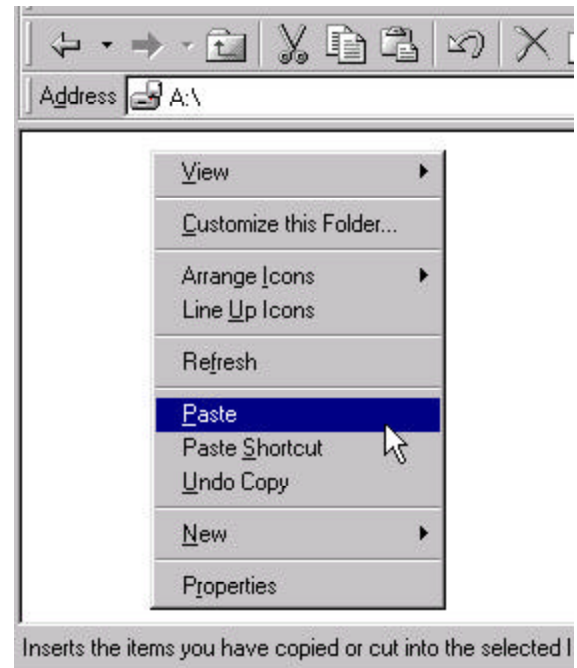 Address A:\
View
Customize this Folder...
Arrange Icons
Line Up Icons
Refresh
Paste
Paste Shortcut
Undo Copy
New
Properties
Inserts the items you have copied or cut into the selected l